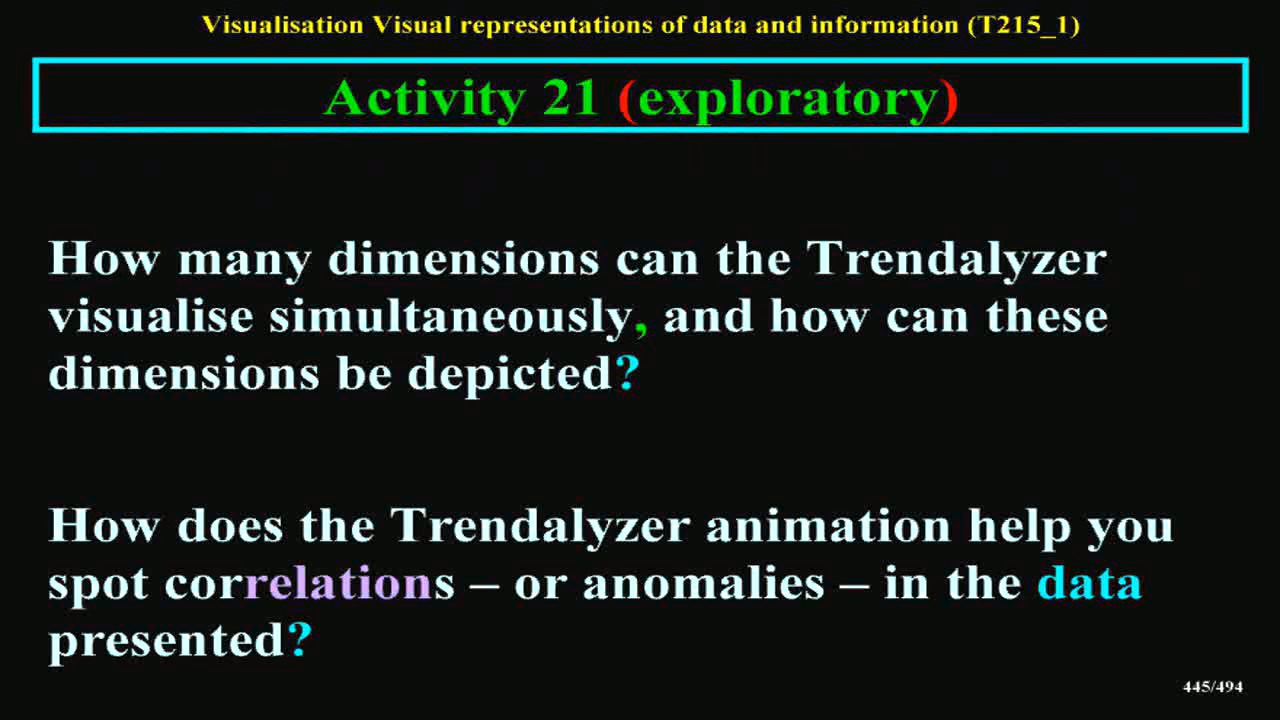 Visualisation Visual representations of data and information (T215_1)
Activity 21 (exploratory)
How many dimensions can the Trendalyzer
visualise simultaneously, and how can these
dimensions be depicted?
How does the Trendalyzer animation help you
spot correlations – or anomalies – in the data
presented?
445/494